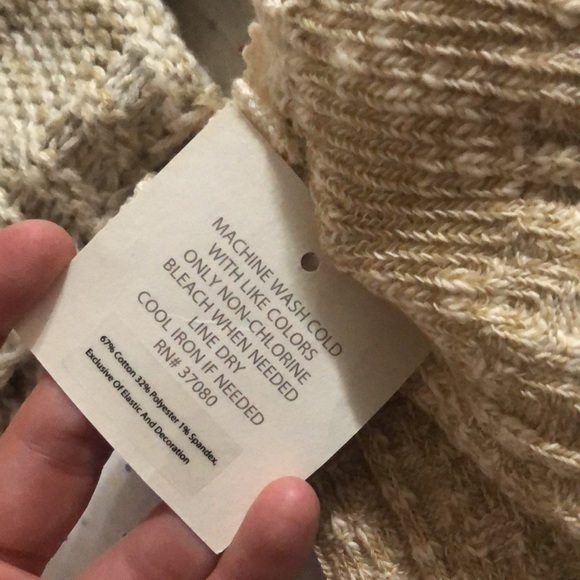 MACHINE WASH COLD
WITH LIKE COLORS
ONLY NON-CHLORINE
BLEACH WHEN NEEDED
LINE DRY
COOL IRON IF NEEDED
RN# 37080
67% Cotton 32% Polyester 1% Spandex,
Exclusive Of Elastic And Decoration